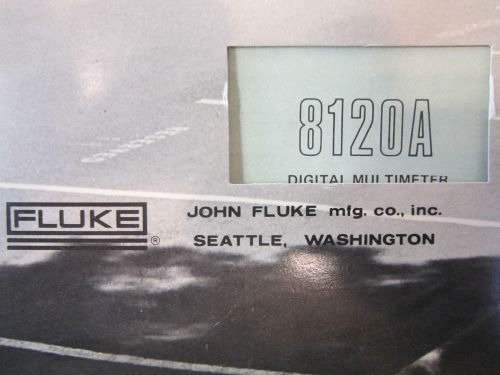 8120A
DIGITAL MULTIMETER
FLUKE
®
JOHN FLUKE mfg. co., inc.
SEATTLE, WASHINGTON